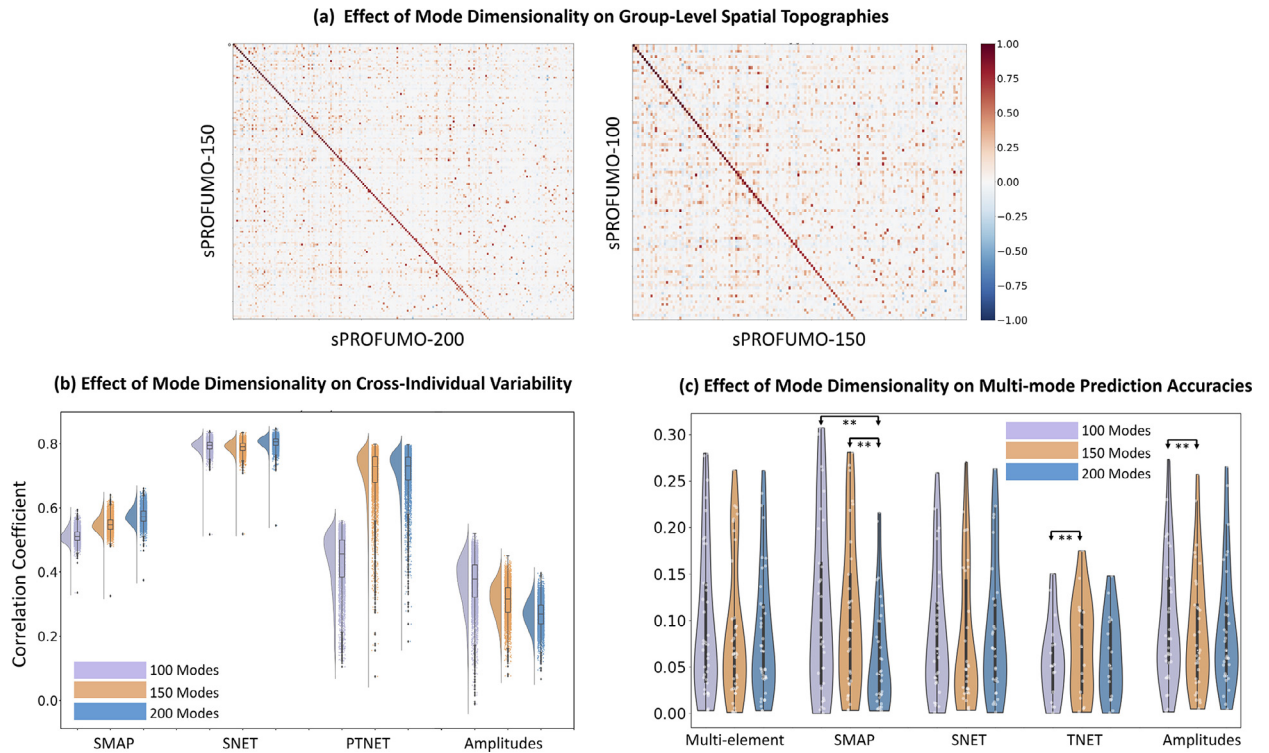 (a) Effect of Mode Dimensionality on Group-Level Spatial Topographies
sPROFUMO-150
sPROFUMO-200
sPROFUMO-100
sPROFUMO-150
1.00
0.75
0.50
0.25
0.00
−0.25
−0.50
−0.75
−1.00
(b) Effect of Mode Dimensionality on Cross-Individual Variability
Correlation Coefficient
0.8
0.6
0.4
0.2
0.0
100 Modes
150 Modes
200 Modes
SMAP SNET PTNET Amplitudes
(c) Effect of Mode Dimensionality on Multi-mode Prediction Accuracies
0.30
0.25
0.20
0.15
0.10
0.05
0.00
**
**
**
**
100 Modes
150 Modes
200 Modes
Multi-element SMAP SNET TNET Amplitudes